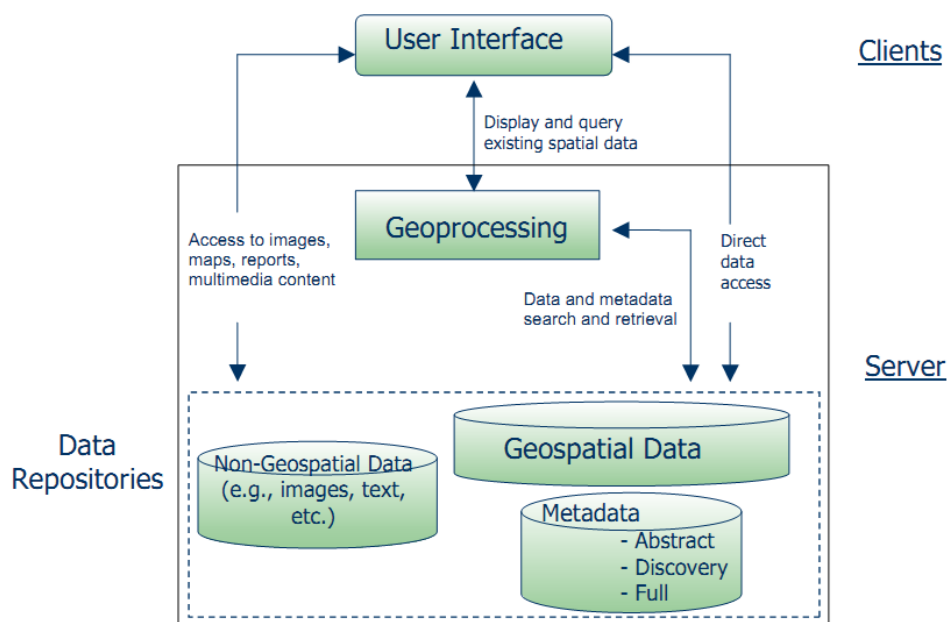 User Interface
Clients
Display and query
existing spatial data
Geoprocessing
Access to images,
maps, reports,
multimedia content
Direct
data
access
Data and metadata
search and retrieval
Server
Data
Repositories
Non-Geospatial Data
(e.g., images, text,
etc.)
Geospatial Data
Metadata
- Abstract
- Discovery
- Full